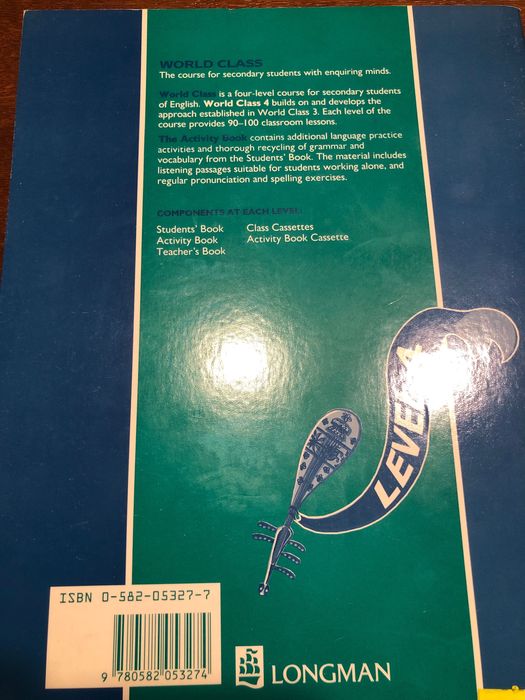 WORLD CLASS
The course for secondary students with enquiring minds.
World Class is a four-level course for secondary students
of English. World Class 4 builds on and develops the
approach established in World Class 3. Each level of the
course provides 90–100 classroom lessons.
The Activity Book contains additional language practice
activities and thorough recycling of grammar and
vocabulary from the Students' Book. The material includes
listening passages suitable for students working alone, and
regular pronunciation and spelling exercises.
COMPONENTS AT EACH LEVEL:
Students' Book Class Cassettes
Activity Book Activity Book Cassette
Teacher's Book
LEVEL 4
ISBN 0-582-05327-7
9 780582 053274
LONGMAN